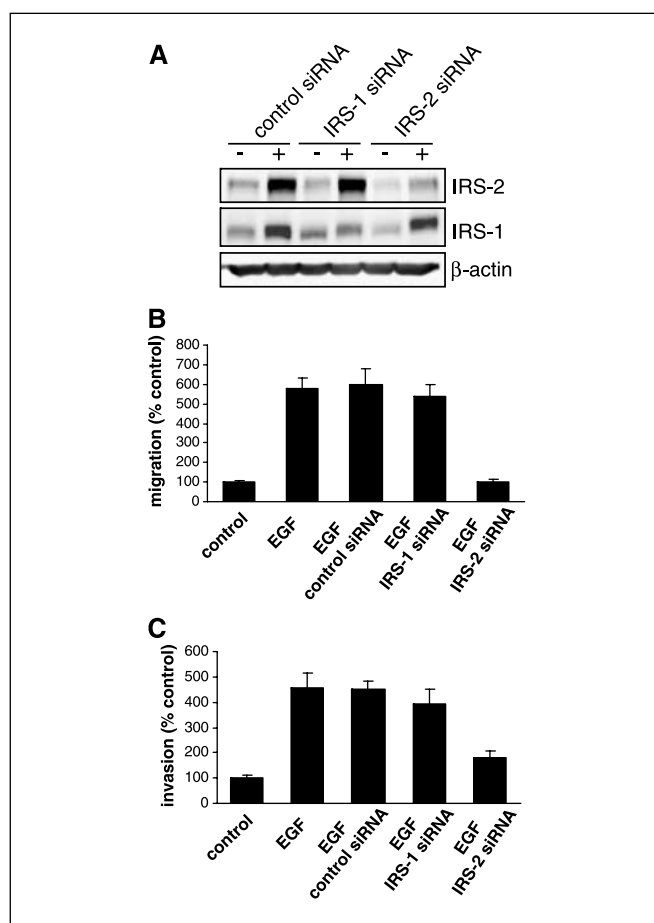 A
control siRNA
IRS-1 siRNA
IRS-2 siRNA
- + - + - +
IRS-2
IRS-1
β-actin
B
migration (% control)
800
700
600
500
400
300
200
100
0
control
EGF
EGF
control siRNA
EGF
IRS-1 siRNA
EGF
IRS-2 siRNA
C
invasion (% control)
600
500
400
300
200
100
0
control
EGF
EGF
control siRNA
EGF
IRS-1 siRNA
EGF
IRS-2 siRNA